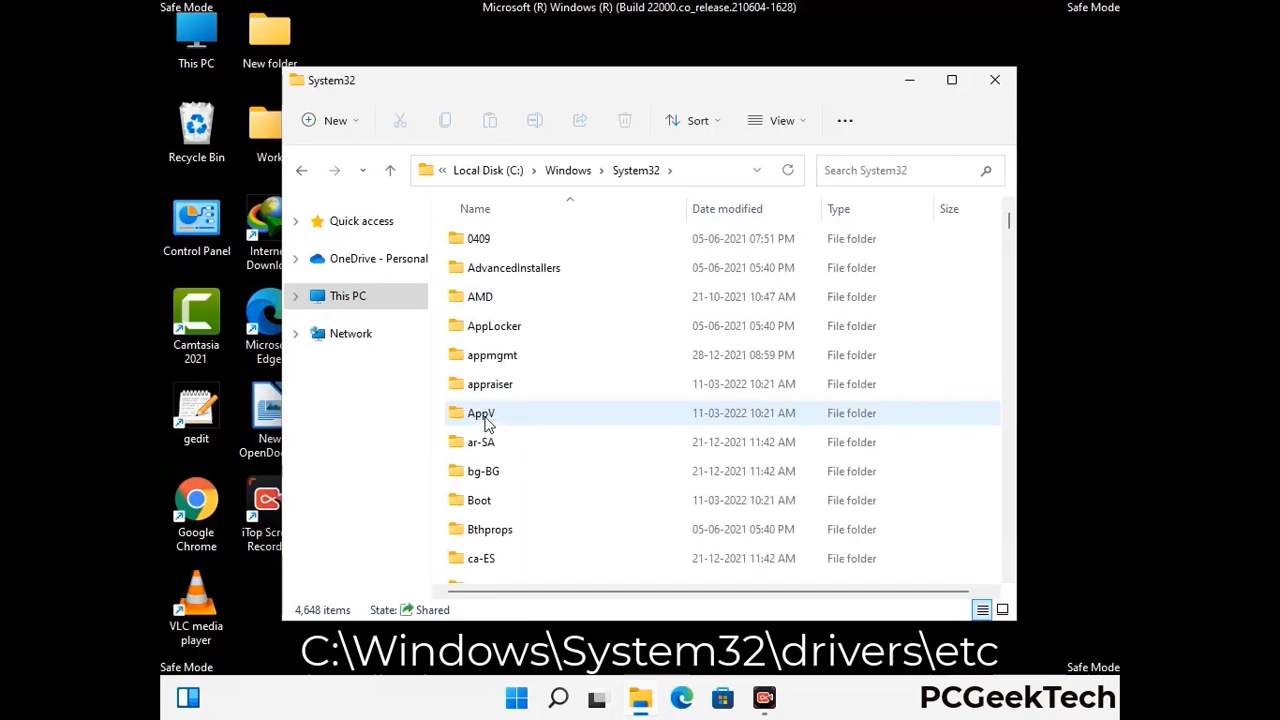 Safe Mode
Microsoft (R) Windows (R) (Build 22000.co_release.210604-1628)
Safe Mode
This PC
New folder
Recycle Bin
Work
Control Panel
Internet
Downlo
Camtasia
2021
Micros
Edge
gedit
New
OpenDo
Google
Chrome
iTop Scre
Record
VLC media
player
System32
New
Sort
View
Local Disk (C:)
Windows
System32
Search System32
Quick access
OneDrive - Personal
This PC
Network
Name
Date modified
Type
Size
0409 05-06-2021 07:51 PM File folder
AdvancedInstallers 05-06-2021 05:40 PM File folder
AMD 21-10-2021 10:47 AM File folder
AppLocker 05-06-2021 05:40 PM File folder
appmgmt 28-12-2021 08:59 PM File folder
appraiser 11-03-2022 10:21 AM File folder
AppV 11-03-2022 10:21 AM File folder
ar-SA 21-12-2021 11:42 AM File folder
bg-BG 21-12-2021 11:42 AM File folder
Boot 11-03-2022 10:21 AM File folder
Bthprops 05-06-2021 05:40 PM File folder
ca-ES 21-12-2021 11:42 AM File folder
4,648 items
State:
Shared
C:\Windows\System32\drivers\etc
Safe Mode
Safe Mode
PCGeekTech